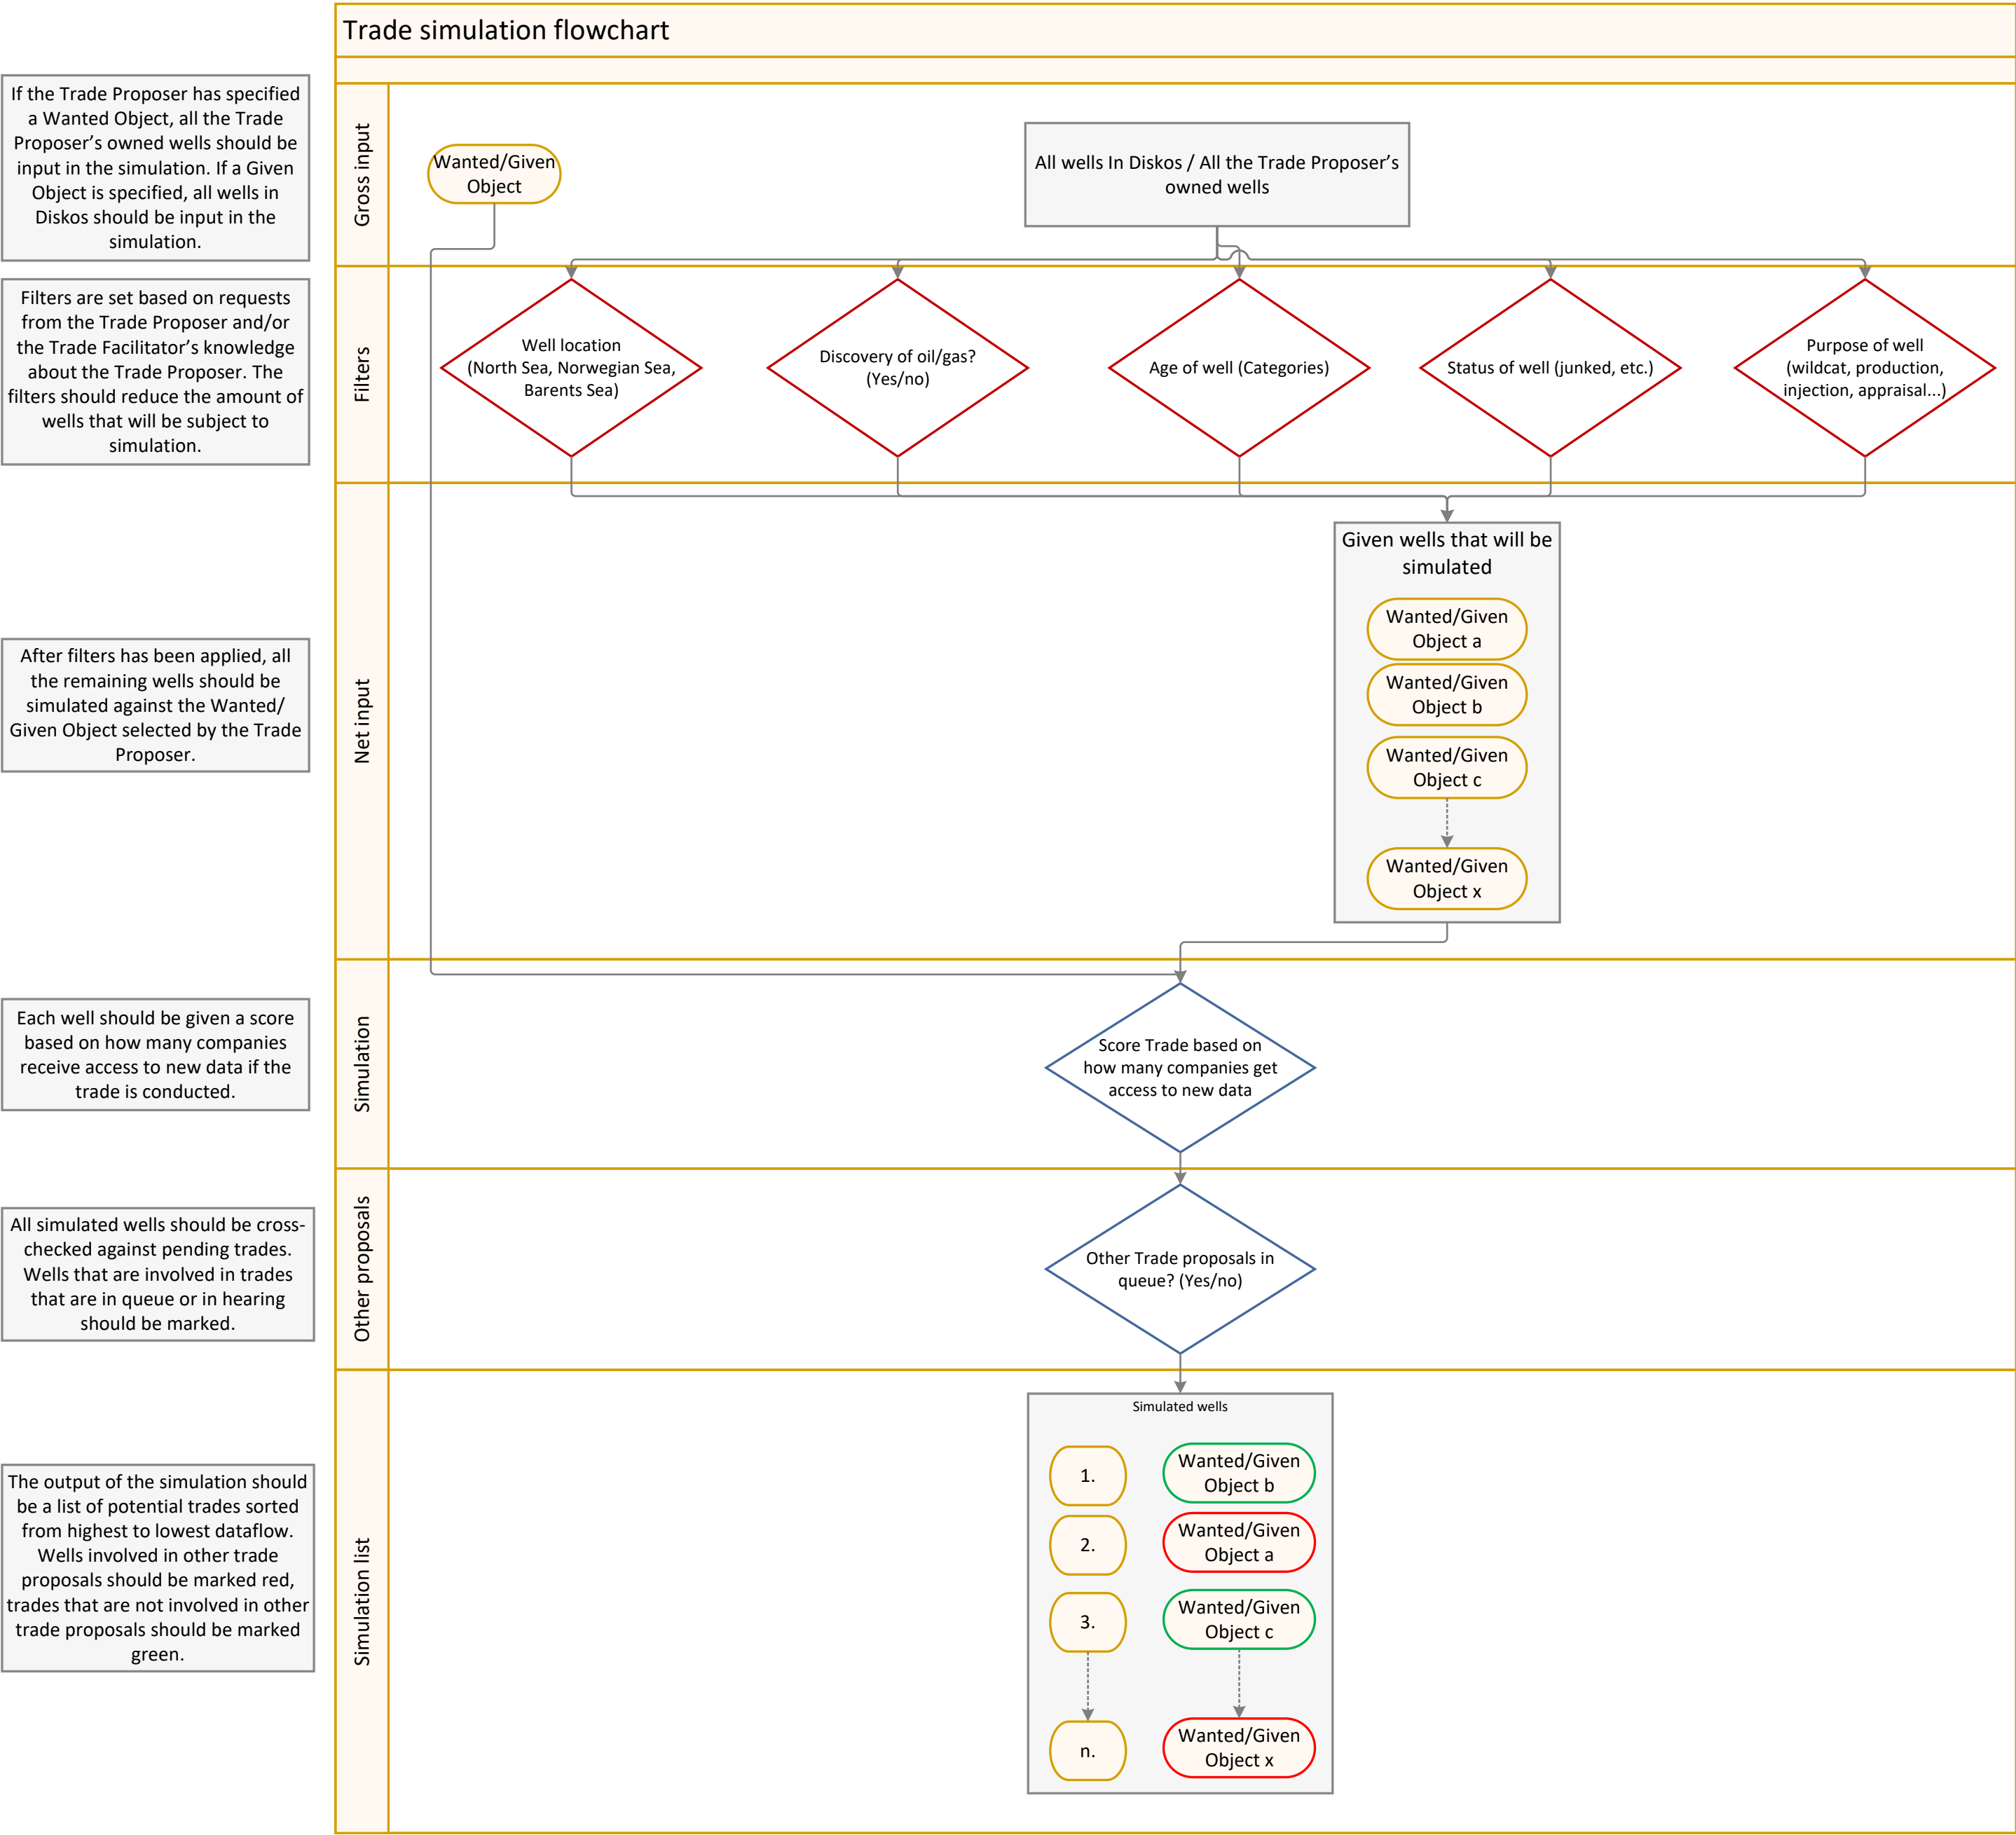 Trade simulation flowchart
If the Trade Proposer has specified
a Wanted Object, all the Trade
Proposer's owned wells should be
input in the simulation. If a Given
Object is specified, all wells in
Diskos should be input in the
simulation.
Gross input
Wanted/Given
Object
All wells In Diskos / All the Trade Proposer's
owned wells
Filters are set based on requests
from the Trade Proposer and/or
the Trade Facilitator's knowledge
about the Trade Proposer. The
filters should reduce the amount of
wells that will be subject to
simulation.
Filters
Well location
(North Sea, Norwegian Sea,
Barents Sea)
Discovery of oil/gas?
(Yes/no)
Age of well (Categories)
Status of well (junked, etc.)
Purpose of well
(wildcat, production,
injection, appraisal...)
After filters has been applied, all
the remaining wells should be
simulated against the Wanted/
Given Object selected by the Trade
Proposer.
Net input
Given wells that will be
simulated
Wanted/Given
Object a
Wanted/Given
Object b
Wanted/Given
Object c
Wanted/Given
Object x
Each well should be given a score
based on how many companies
receive access to new data if the
trade is conducted.
Simulation
Score Trade based on
how many companies get
access to new data
All simulated wells should be cross-
checked against pending trades.
Wells that are involved in trades
that are in queue or in hearing
should be marked.
Other proposals
Other Trade proposals in
queue? (Yes/no)
The output of the simulation should
be a list of potential trades sorted
from highest to lowest dataflow.
Wells involved in other trade
proposals should be marked red,
trades that are not involved in other
trade proposals should be marked
green.
Simulation list
Simulated wells
1.
Wanted/Given
Object b
2.
Wanted/Given
Object a
3.
Wanted/Given
Object c
n.
Wanted/Given
Object x